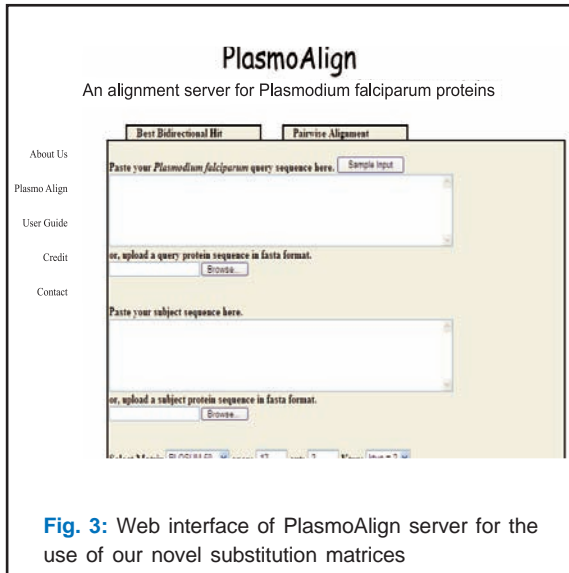 PlasmoAlign
An alignment server for Plasmodium falciparum proteins
Best Bidirectional Hit
Pairwise Alignment
About Us
Plasmo Align
User Guide
Credit
Contact
Paste your Plasmodium falciparum query sequence here. Sample Input
or, upload a query protein sequence in fasta format.
Browse...
Paste your subject sequence here.
or, upload a subject protein sequence in fasta format.
Browse...
Select Matrix
Fig. 3: Web interface of PlasmoAlign server for the
use of our novel substitution matrices